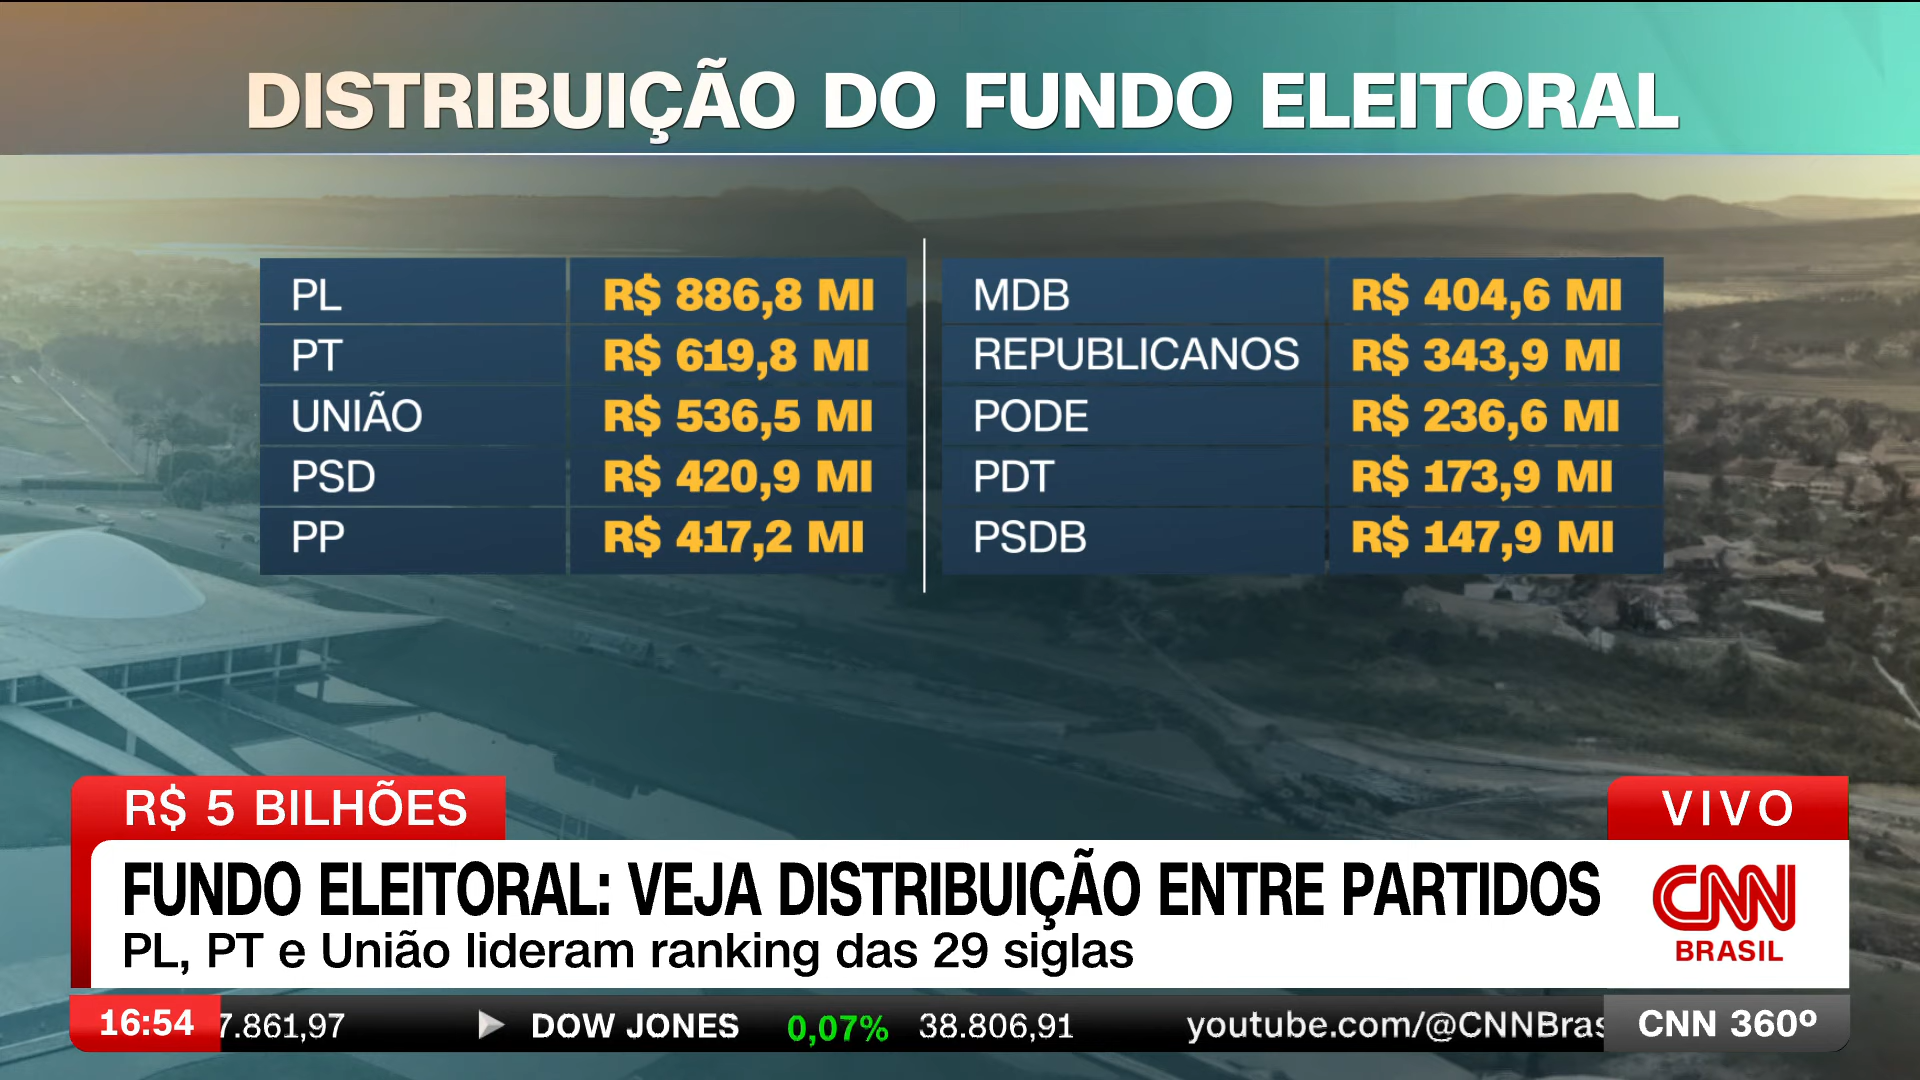 DISTRIBUIÇÃO DO FUNDO ELEITORAL
PL R$ 886,8 MI
PT R$ 619,8 MI
UNIÃO R$ 536,5 MI
PSD R$ 420,9 MI
PP R$ 417,2 MI
MDB R$ 404,6 MI
REPUBLICANOS R$ 343,9 MI
PODE R$ 236,6 MI
PDT R$ 173,9 MI
PSDB R$ 147,9 MI
R$ 5 BILHÕES
VIVO
FUNDO ELEITORAL: VEJA DISTRIBUIÇÃO ENTRE PARTIDOS
PL, PT e União lideram ranking das 29 siglas
CNN
BRASIL
16:54 7.861,97 DOW JONES 0,07% 38.806,91 youtube.com/@CNNBras CNN 360º